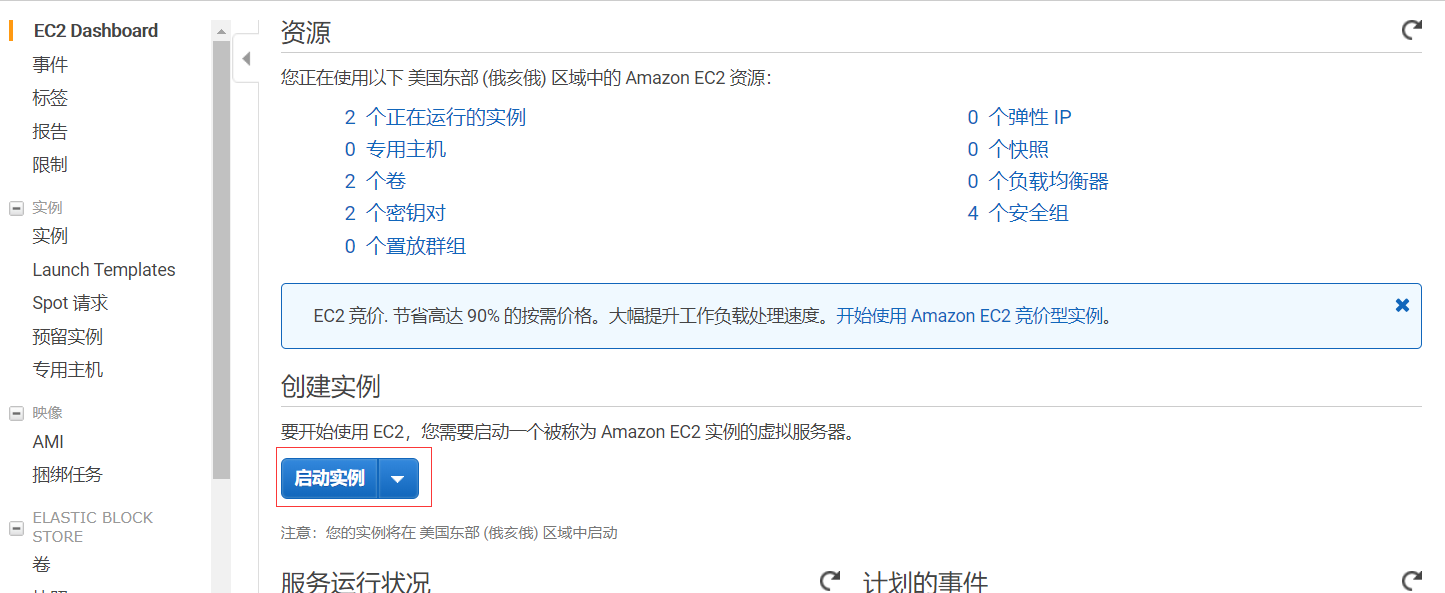 EC2 Dashboard
事件
标签
报告
限制
实例
实例
Launch Templates
Spot 请求
预留实例
专用主机
映像
AMI
捆绑任务
ELASTIC BLOCK
STORE
卷
资源
您正在使用以下 美国东部 (俄亥俄) 区域中的 Amazon EC2 资源：
2 个正在运行的实例
0 专用主机
2 个卷
2 个密钥对
0 个置放群组
0 个弹性 IP
0 个快照
0 个负载均衡器
4 个安全组
EC2 竞价. 节省高达 90% 的按需价格。大幅提升工作负载处理速度。开始使用 Amazon EC2 竞价型实例。
创建实例
要开始使用 EC2，您需要启动一个被称为 Amazon EC2 实例的虚拟服务器。
启动实例
注意：您的实例将在 美国东部 (俄亥俄) 区域中启动
服务运行状况
计划的事件